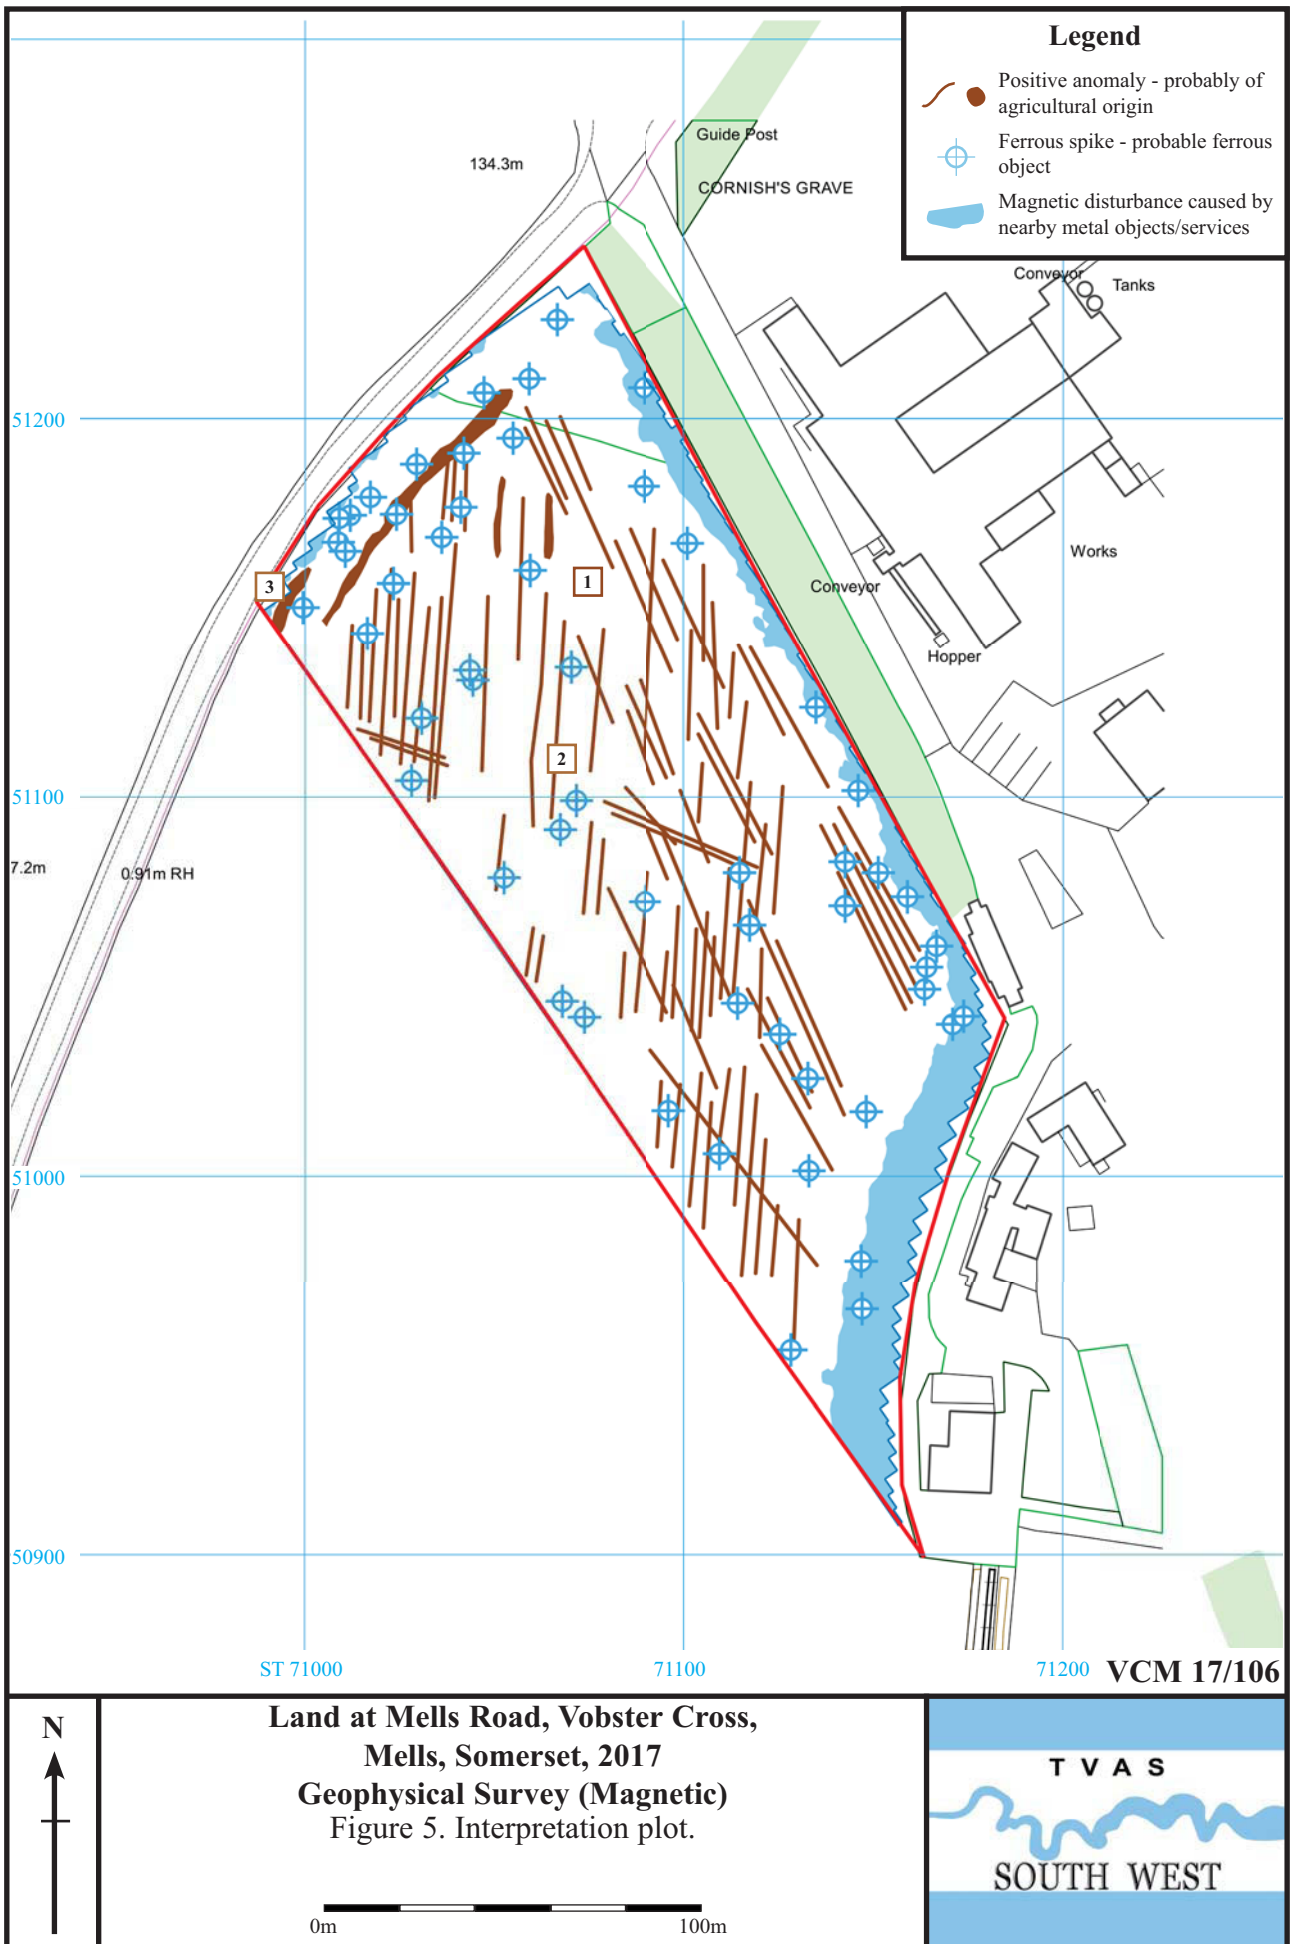 Legend
Positive anomaly - probably of
agricultural origin
Ferrous spike - probable ferrous
object
Magnetic disturbance caused by
nearby metal objects/services
Guide Post
134.3m
CORNISH'S GRAVE
Conveyor
Tanks
51200
Works
3
1
Conveyor
Hopper
2
51100
7.2m
0.91m RH
51000
50900
ST 71000
71100
71200
VCM 17/106
N
Land at Mells Road, Vobster Cross,
Mells, Somerset, 2017
Geophysical Survey (Magnetic)
Figure 5. Interpretation plot.
0m
100m
TVAS
SOUTH WEST